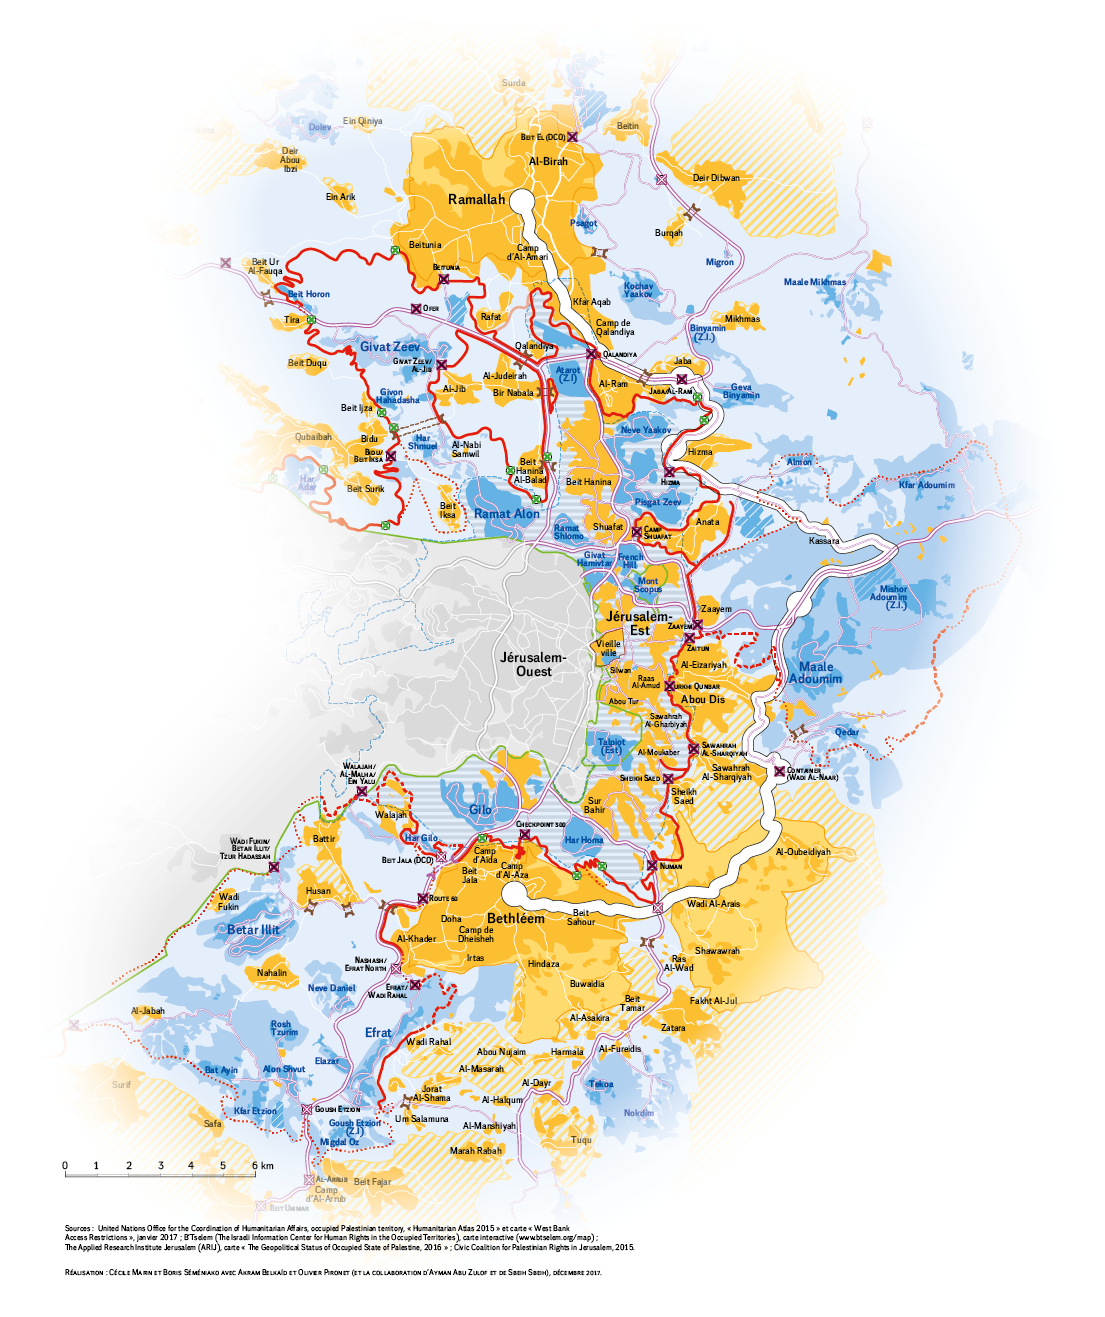 Surda
Ein Qiniya
Dolev
Beitin
Beit El (DCO)
Al-Birah
Deir
Abou
Ibzi
Deir Dibwan
Ein Arik
Ramallah
Psagot
Burqah
Beitunia
Camp
d'Al-Amari
Migron
Beit Ur
Al-Fauqa
Beitunia
Maale Mikhmas
Kochav
Yaakov
Beit Horon
Kfar Aqab
Ofer
Rafat
Tira
Mikhmas
Camp de
Qalandiya
Binyamin
(Z.I.)
Givat Zeev
Qalandiya
Qalandiya
Beit Duqu
Givat Zeev/
Al-Jib
Jaba
Al-Judeirah
Atarot
(Z.I)
Al-Ram
Al-Jib
Bir Nabala
Jaba/Al-Ram
Geva
Binyamin
Givon
Hahadasha
Beit Ijza
Neve Yaakov
Qubaibah
Bidu
Har
Shmuel
Al-Nabi
Samwil
Hizma
Bidu/
Beit Iksa
Beit
Hanina
Al-Balad
Almon
Har
Adar
Beit Surik
Beit Hanina
Hizma
Kfar Adoumim
Beit
Iksa
Ramat Alon
Pisgat Zeev
Ramat
Shlomo
Shuafat
Camp
Shuafat
Anata
Kassara
Givat
Hamivtar
French
Hill
Mont
Scopus
Mishor
Adoumim
(Z.I.)
Jérusalem-
Est
Zaayem
Zaayem
Vieille
ville
Zaitun
Jérusalem-
Ouest
Silwan
Al-Eizariyah
Maale
Adoumim
Raas
Al-Amud
Urkhi Qunbar
Abou Tur
Abou Dis
Sawahrah
Al-Gharbiyah
Qedar
Talpiot
(Est)
Al-Moukaber
Sawahrah
Al-Sharqiyah
Walajah/
Al-Malha/
Ein Yalu
Sheikh Saed
Sawahrah
Al-Sharqiyah
Container
(Wadi Al-Naar)
Sheikh
Saed
Sur
Bahir
Walajah
Gilo
Checkpoint 300
Battir
Har Gilo
Har Homa
Wadi Fukin/
Betar Illit/
Tzur Hadassah
Camp
d'Aïda
Beit Jala (DCO)
Al-Oubeidiyah
Beit
Jala
Camp
d'Al-Aza
Numan
Husan
Wadi
Fukin
Route 60
Wadi Al-Arais
Bethléem
Beit
Sahour
Doha
Betar Illit
Camp de
Dheisheh
Al-Khader
Shawawrah
Nashash/
Efrat North
Irtas
Hindaza
Ras
Al-Wad
Nahalin
Efrat/
Wadi Rahal
Neve Daniel
Buwaidia
Beit
Tamar
Fakht Al-Jul
Al-Jabah
Al-Asakira
Rosh
Tzurim
Efrat
Zatara
Wadi Rahal
Abou Nujaim
Harmala
Al-Fureidis
Elazar
Bat Ayin
Alon Shvut
Al-Masarah
Al-Dayr
Tekoa
Surif
Jorat
Al-Shama
Al-Halqum
Kfar Etzion
Goush Etzion
Nokdim
Safa
Goush Etzion
(Z.I)
Um Salamuna
Al-Manshiyah
Migdal Oz
Tuqu
Marah Rabah
0 1 2 3 4 5 6 km
Al-Arrub
Beit Fajar
Camp
d'Al-Arrub
Beit Ummar
Sources : United Nations Office for the Coordination of Humanitarian Affairs, occupied Palestinian territory, « Humanitarian Atlas 2015 » et carte « West Bank
Access Restrictions », janvier 2017 ; B'Tselem (The Israeli Information Center for Human Rights in the Occupied Territories), carte interactive (www.btselem.org/map) ;
The Applied Research Institute Jerusalem (ARIJ), carte « The Geopolitical Status of Occupied State of Palestine, 2016 » ; Civic Coalition for Palestinian Rights in Jerusalem, 2015.
Réalisation : Cécile Marin et Boris Séméniako avec Akram Belkaïd et Olivier Pironet (et la collaboration d'Ayman Abu Zulof et de Sbeih Sbeih), décembre 2017.